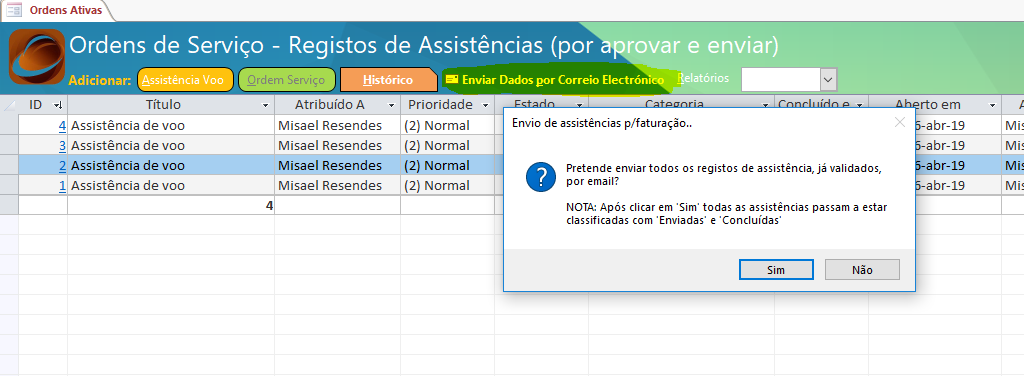 Ordens Ativas
Ordens de Serviço - Registos de Assistências (por aprovar e enviar)
Adicionar: Assistência Voo Ordem Serviço Histórico Enviar Dados por Correio Electrónico Relatórios
ID Título Atribuído A Prioridade Estado Categoria Concluído e Aberto em A
4 Assistência de voo Misael Resendes (2) Normal 6-abr-19 Mis
3 Assistência de voo Misael Resendes (2) Normal 6-abr-19 Mis
2 Assistência de voo Misael Resendes (2) Normal 6-abr-19 Mis
1 Assistência de voo Misael Resendes (2) Normal 6-abr-19 Mis
4
Envio de assistências p/faturação..
Pretende enviar todos os registos de assistência, já validados,
por email?
NOTA: Após clicar em 'Sim' todas as assistências passam a estar
classificadas com 'Enviadas' e 'Concluídas'
Sim Não